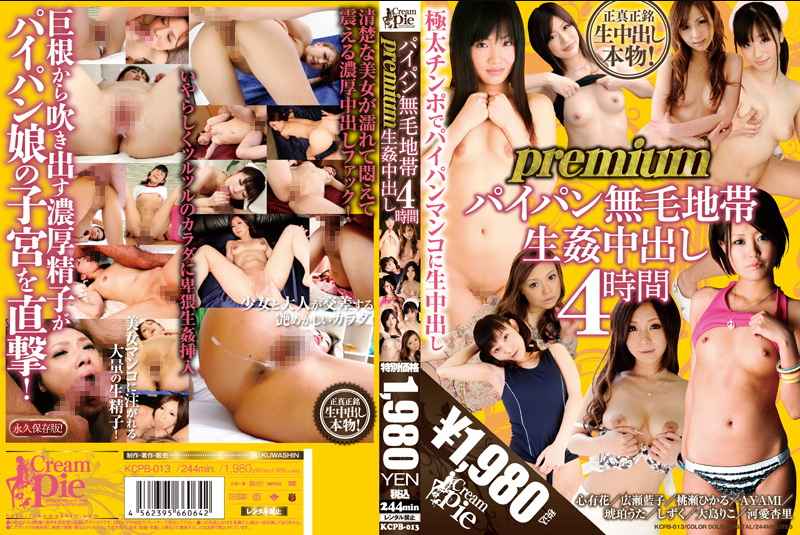 巨根から吹き出す濃厚精子が
パイパン娘の子宮を直撃!
永久保存版!
清楚な美女が濡れて悶えて
震える濃厚中出しファック!
いやらしくツルツルのカラダに卑猥生姦挿入
少女と大人が交差する
艶めかしいカラダ
美女マンコに注がれる
大量の生精子!
正真正銘
生中出し
本物!
Cream
Pie
KUWASHIN
KCPB-013
244min
1,980
4562395660642
Cream
Pie
パイパン無毛地帯
premium
生姦中出し
4時間
特別価格
1,980
YEN
税込
244min
レンタル禁止
KCPB-013
極太チンポでパイパンマンコに生中出し
正真正銘
生中出し
本物!
premium
パイパン無毛地帯
生姦中出し
4時間
¥1,980
税込
Cream
Pie
心有花/広瀬藍子/桃瀬ひかる/AYAMI/
琥珀うた/しずく/大島りこ/河愛杏里